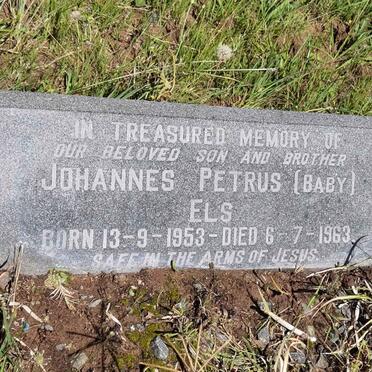 IN TREASURED MEMORY OF
OUR BELOVED SON AND BROTHER
JOHANNES PETRUS (BABY)
ELS
BORN 13-9-1953-DIED 6-7-1963
SAFE IN THE ARMS OF JESUS.